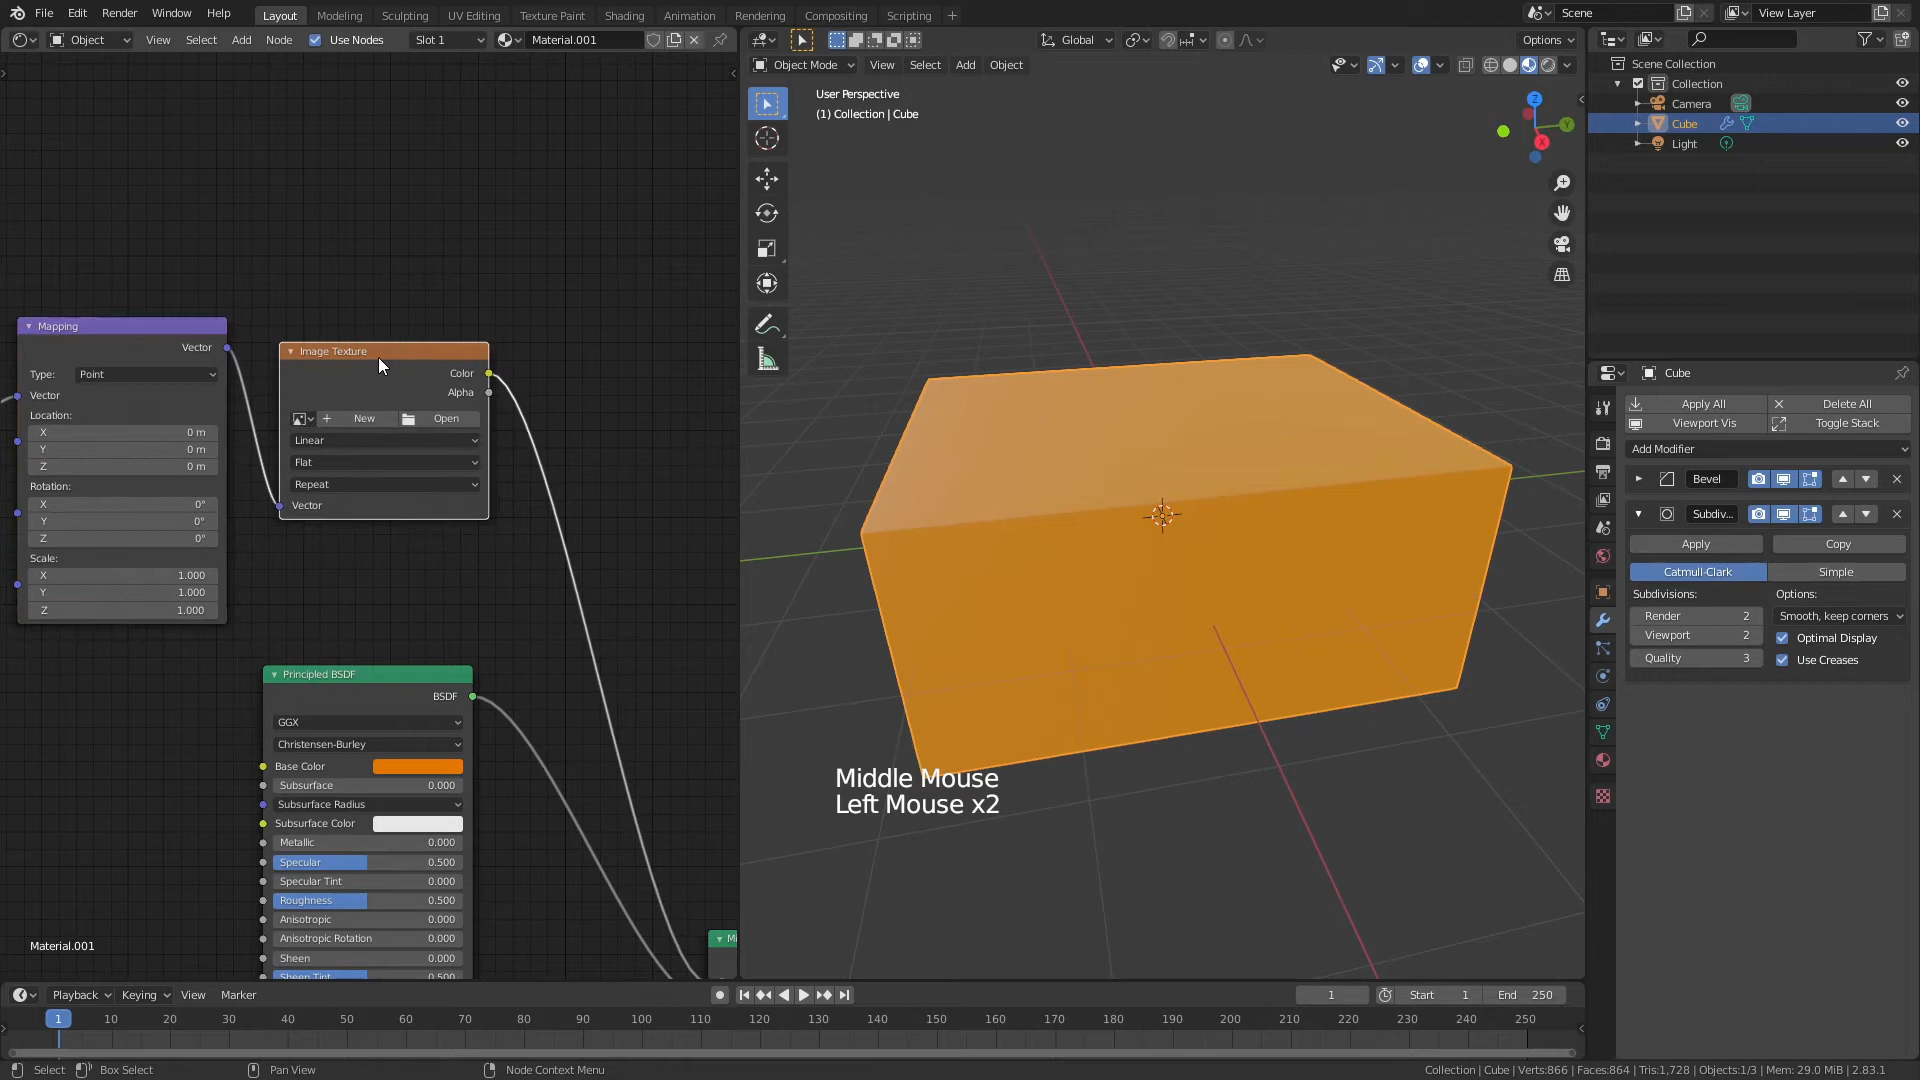 File Edit Render Window Help
Layout Modeling Sculpting UV Editing Texture Paint Shading Animation Rendering Compositing Scripting +
Scene
View Layer
Object View Select Add Node Use Nodes Slot 1 Material.001
Global Options
Object Mode View Select Add Object
User Perspective
(1) Collection | Cube
Z
Y
X
Scene Collection
Collection
Camera
Cube
Light
Mapping
Vector
Type: Point
Vector
Location:
X 0 m
Y 0 m
Z 0 m
Rotation:
X 0°
Y 0°
Z 0°
Scale:
X 1.000
Y 1.000
Z 1.000
Image Texture
Color
Alpha
New Open
Linear
Flat
Repeat
Vector
Principled BSDF
BSDF
GGX
Christensen-Burley
Base Color
Subsurface 0.000
Subsurface Radius
Subsurface Color
Metallic 0.000
Specular 0.500
Specular Tint 0.000
Roughness 0.500
Anisotropic 0.000
Anisotropic Rotation 0.000
Sheen 0.000
Sheen Tint 0.500
Mi
Material.001
Middle Mouse
Left Mouse x2
Cube
Apply All Delete All
Viewport Vis Toggle Stack
Add Modifier
Bevel
Subdiv...
Apply Copy
Catmull-Clark Simple
Subdivisions: Options:
Render 2 Smooth, keep corners
Viewport 2 Optimal Display
Quality 3 Use Creases
Playback Keying View Marker
1 Start 1 End 250
1 10 20 30 40 50 60 70 80 90 100 110 120 130 140 150 160 170 180 190 200 210 220 230 240 250
Select Box Select Pan View Node Context Menu
Collection | Cube | Verts:866 | Faces:864 | Tris:1,728 | Objects:1/3 | Mem: 29.0 MiB | 2.83.1